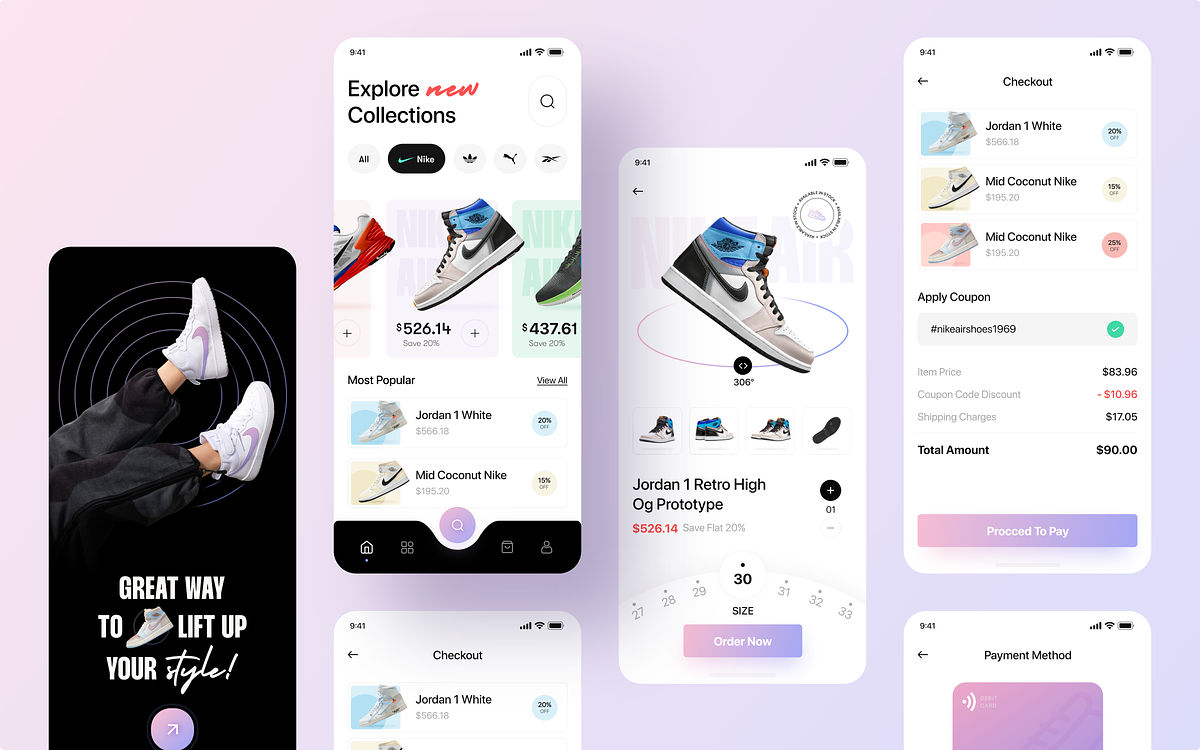 GREAT WAY
TO LIFT UP
YOUR style!
9:41
Explore new
Collections
All
Nike
NIKE
AIR
NIKE
AIR
$526.14
Save 20%
$437.61
Save 20%
Most Popular
View All
Jordan 1 White
$566.18
20%
OFF
Mid Coconut Nike
$195.20
15%
OFF
9:41
Checkout
Jordan 1 White
$566.18
20%
OFF
9:41
AVAILABLE IN STOCK • AVAILABLE IN STOCK • AVAILABLE IN STOCK
NIKE AIR
306°
Jordan 1 Retro High
Og Prototype
$526.14 Save Flat 20%
01
27 28 29 30 31 32 33
SIZE
Order Now
9:41
Checkout
Jordan 1 White
$566.18
20%
OFF
Mid Coconut Nike
$195.20
15%
OFF
Mid Coconut Nike
$195.20
25%
OFF
Apply Coupon
#nikeairshoes1969
Item Price $83.96
Coupon Code Discount - $10.96
Shipping Charges $17.05
Total Amount $90.00
Procced To Pay
9:41
Payment Method
DEBIT
CARD